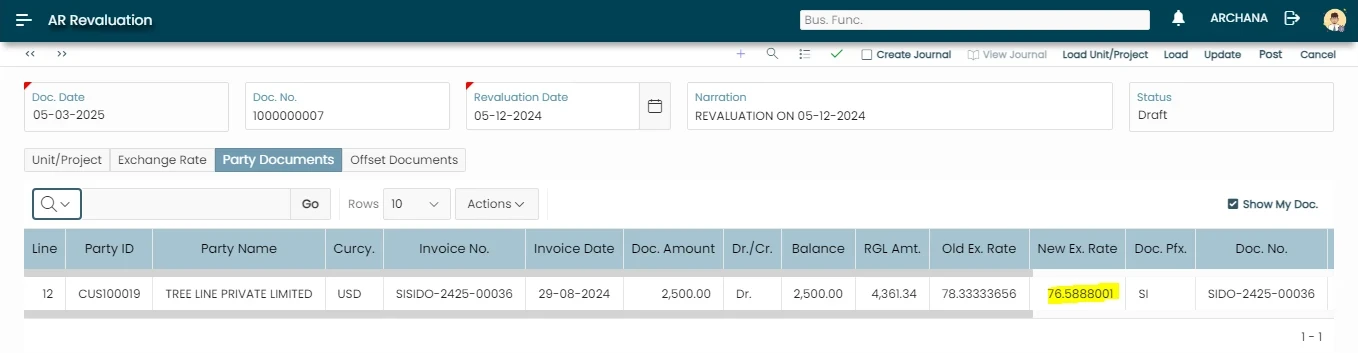 AR Revaluation
Bus. Func.
ARCHANA
<< >>
Create Journal View Journal Load Unit/Project Load Update Post Cancel
Doc. Date Doc. No. Revaluation Date Narration Status
05-03-2025 1000000007 05-12-2024 REVALUATION ON 05-12-2024 Draft
Unit/Project Exchange Rate Party Documents Offset Documents
Go Rows 10 Actions Show My Doc.
Line Party ID Party Name Curcy. Invoice No. Invoice Date Doc. Amount Dr./Cr. Balance RGL Amt. Old Ex. Rate New Ex. Rate Doc. Pfx. Doc. No.
12 CUS100019 TREE LINE PRIVATE LIMITED USD SISIDO-2425-00036 29-08-2024 2,500.00 Dr. 2,500.00 4,361.34 78.33333656 76.5888001 SI SIDO-2425-00036
1 - 1